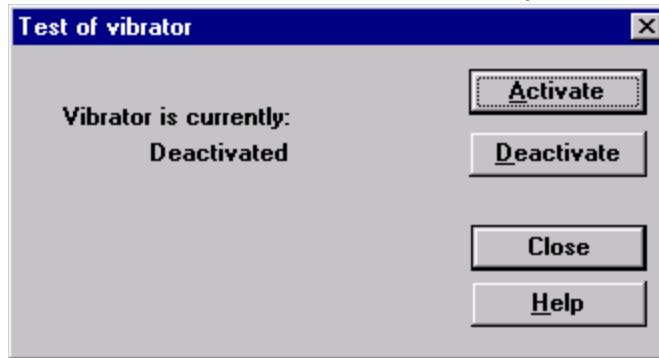 Test of vibrator
Activate
Vibrator is currently:
Deactivated
Deactivate
Close
Help